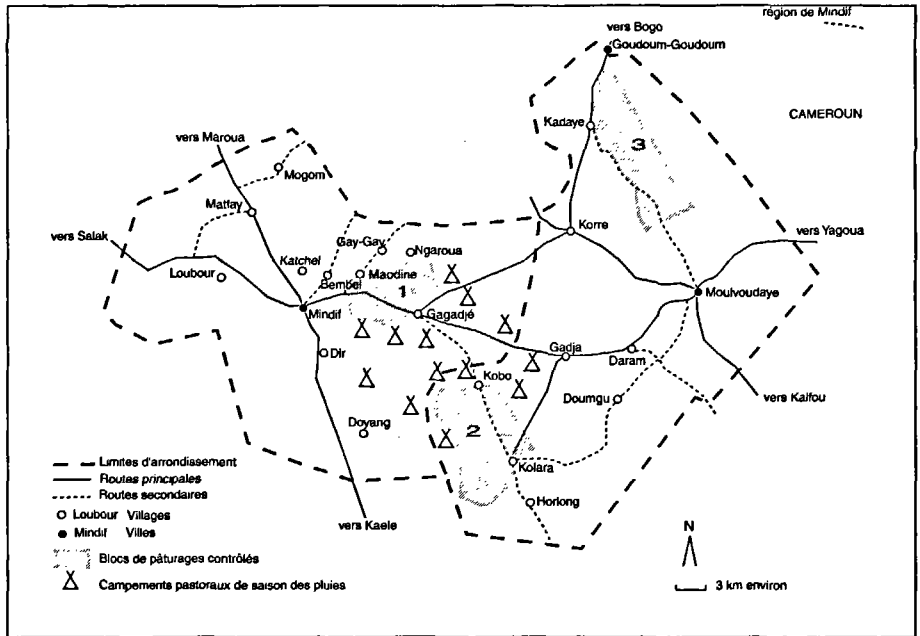 région de Mindif
vers Bogo
Goudoum-Goudoum
CAMEROUN
Kadaye
3
vers Maroua
Mogom
Matfay
Korre
vers Yagoua
vers Salak
Gay-Gay
Ngaroua
Katchel
Loubour
Bembel
Maodine
1
Moulvoudaye
Mindif
Gagadjé
Dir
Gadja
Daram
Kobo
Doumgu
vers Kaifou
Doyang
2
Kolara
Horlong
vers Kaele
Limites d'arrondissement
Routes principales
Routes secondaires
Loubour Villages
Mindif Villes
Blocs de pâturages contrôlés
Campements pastoraux de saison des pluies
N
3 km environ